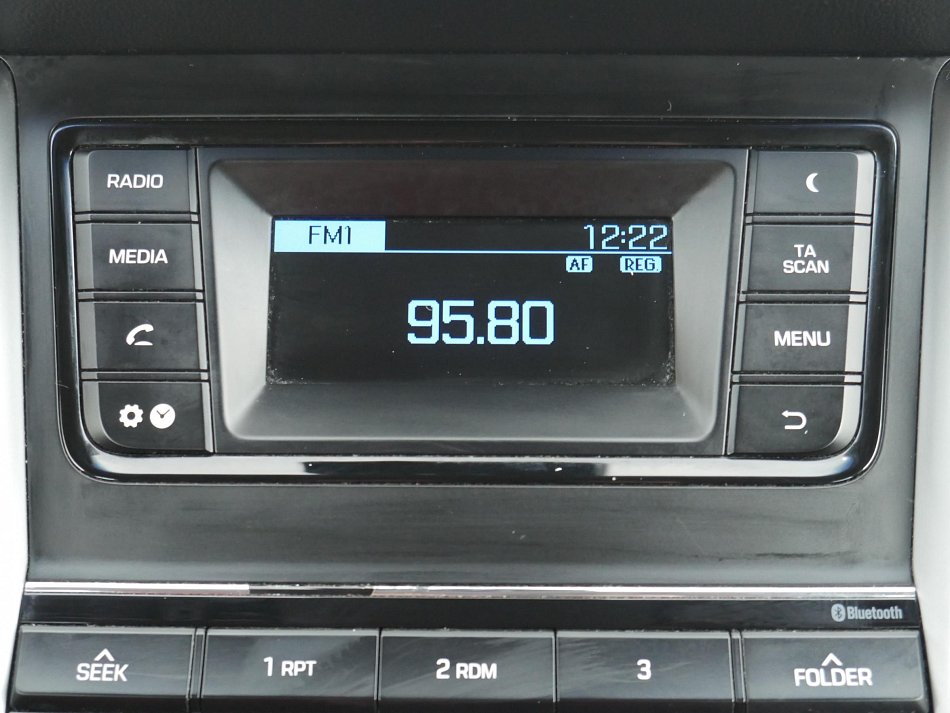 RADIO
MEDIA
FM1
12:22
AF
REG.
95.80
TA
SCAN
MENU
Bluetooth
SEEK
1 RPT
2 RDM
3
FOLDER